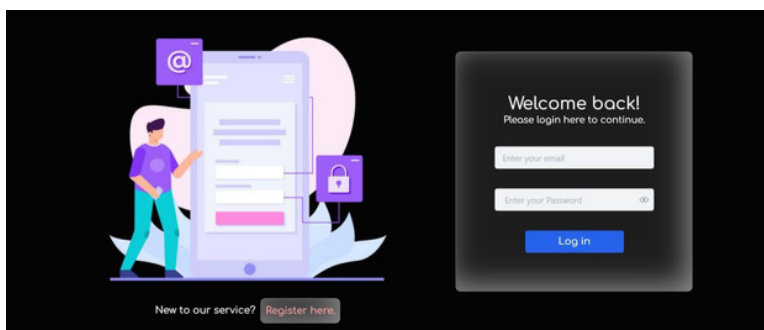 @
Welcome back!
Please login here to continue.
Enter your email
Enter your Password
Log in
New to our service? Register here.